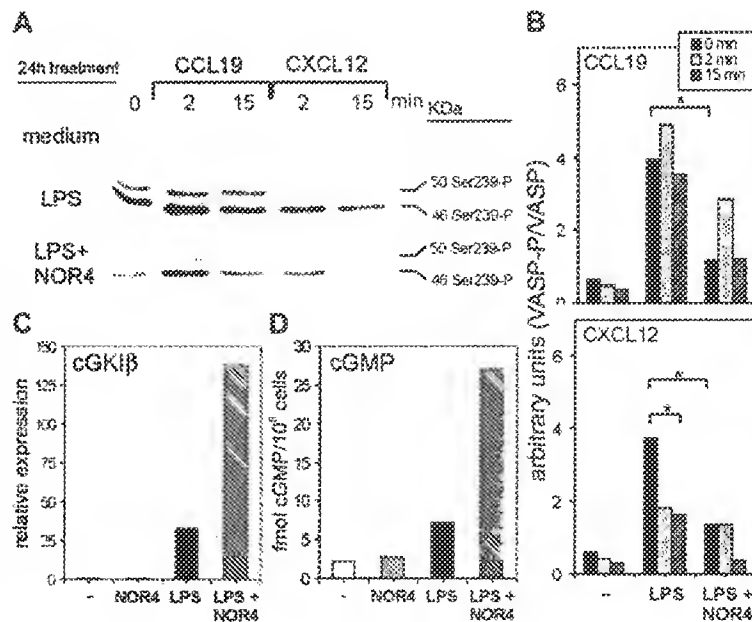 A
24h treatment
CCL19 CXCL12
0 2 15 2 15 min KDa
medium
LPS
50 Ser239-P
46 Ser239-P
LPS+
NOR4
50 Ser239-P
46 Ser239-P
B
0 min
2 min
15 min
CCL19
*
6
4
2
0
arbitrary units (VASP-P/VASP)
CXCL12
*
*
6
4
2
0
- LPS LPS +
NOR4
C
cGKIβ
150
125
100
75
50
25
0
relative expression
- NOR4 LPS LPS +
NOR4
D
cGMP
30
25
20
15
10
5
0
fmol cGMP/10⁶ cells
- NOR4 LPS LPS +
NOR4